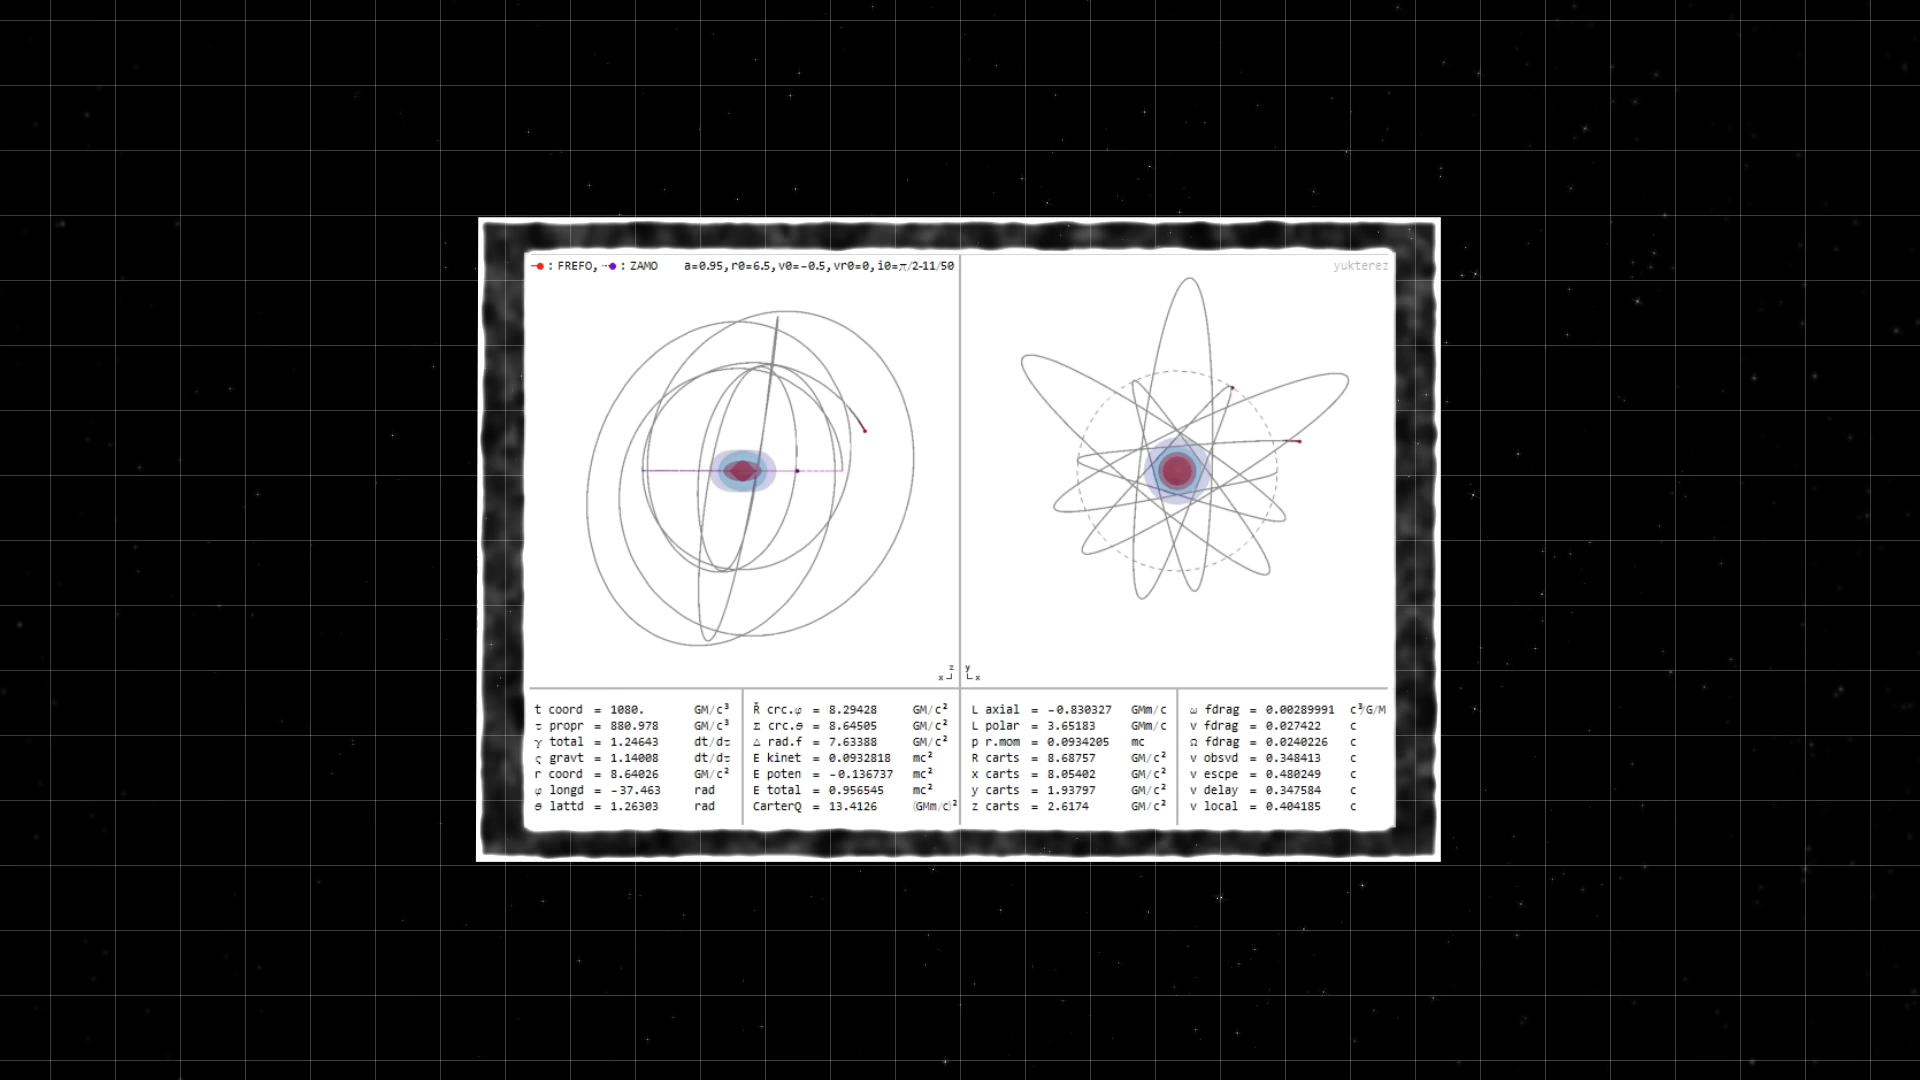 : FREFO, : ZAMO a=0.95, r0=6.5, v0=-0.5, vr0=0, i0=π/2-11/50
yukterez
z
x
y
x
t coord = 1080. GM/c³
τ propr = 880.978 GM/c³
γ total = 1.24643 dt/dτ
ς gravt = 1.14008 dt/dτ
r coord = 8.64026 GM/c²
φ longd = -37.463 rad
θ lattd = 1.26303 rad
Ř crc.φ = 8.29428 GM/c²
Σ crc.θ = 8.64505 GM/c²
Δ rad.f = 7.63388 GM/c²
E kinet = 0.0932818 mc²
E poten = -0.136737 mc²
E total = 0.956545 mc²
CarterQ = 13.4126 (GMm/c)²
L axial = -0.830327 GMm/c
L polar = 3.65183 GMm/c
p r.mom = 0.0934205 mc
R carts = 8.68757 GM/c²
x carts = 8.05402 GM/c²
y carts = 1.93797 GM/c²
z carts = 2.6174 GM/c²
ω fdrag = 0.00289991 c³/G/M
v fdrag = 0.027422 c
Ω fdrag = 0.0240226 c
v obsvd = 0.348413 c
v escpe = 0.480249 c
v delay = 0.347584 c
v local = 0.404185 c